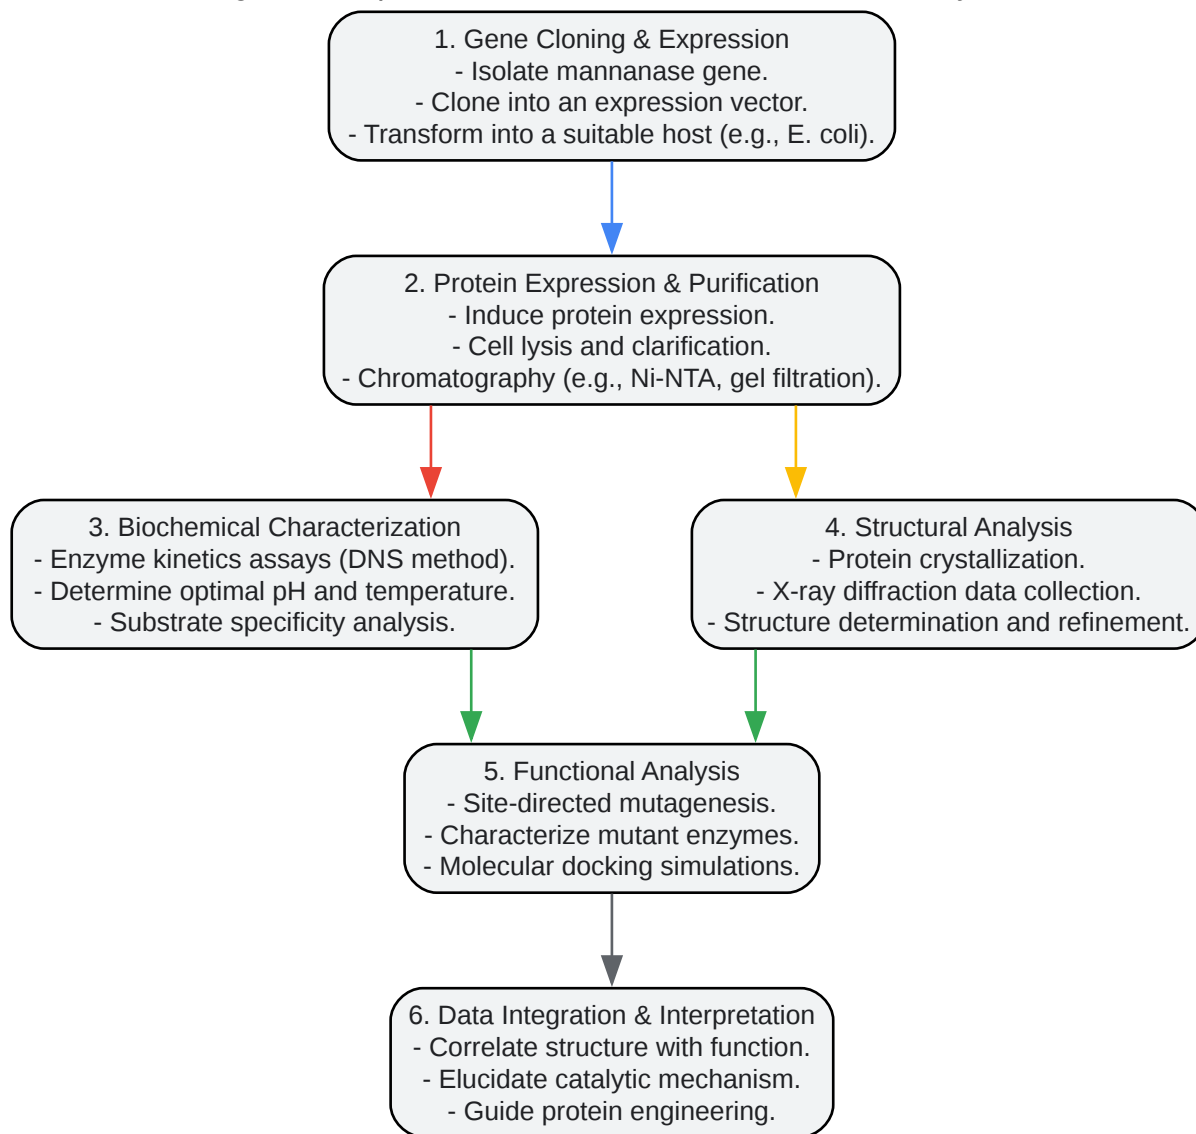 1. Gene Cloning & Expression
- Isolate mannanase gene.
- Clone into an expression vector.
- Transform into a suitable host (e.g., E. coli).
2. Protein Expression & Purification
- Induce protein expression.
- Cell lysis and clarification.
- Chromatography (e.g., Ni-NTA, gel filtration).
3. Biochemical Characterization
- Enzyme kinetics assays (DNS method).
- Determine optimal pH and temperature.
- Substrate specificity analysis.
4. Structural Analysis
- Protein crystallization.
- X-ray diffraction data collection.
- Structure determination and refinement.
5. Functional Analysis
- Site-directed mutagenesis.
- Characterize mutant enzymes.
- Molecular docking simulations.
6. Data Integration & Interpretation
- Correlate structure with function.
- Elucidate catalytic mechanism.
- Guide protein engineering.